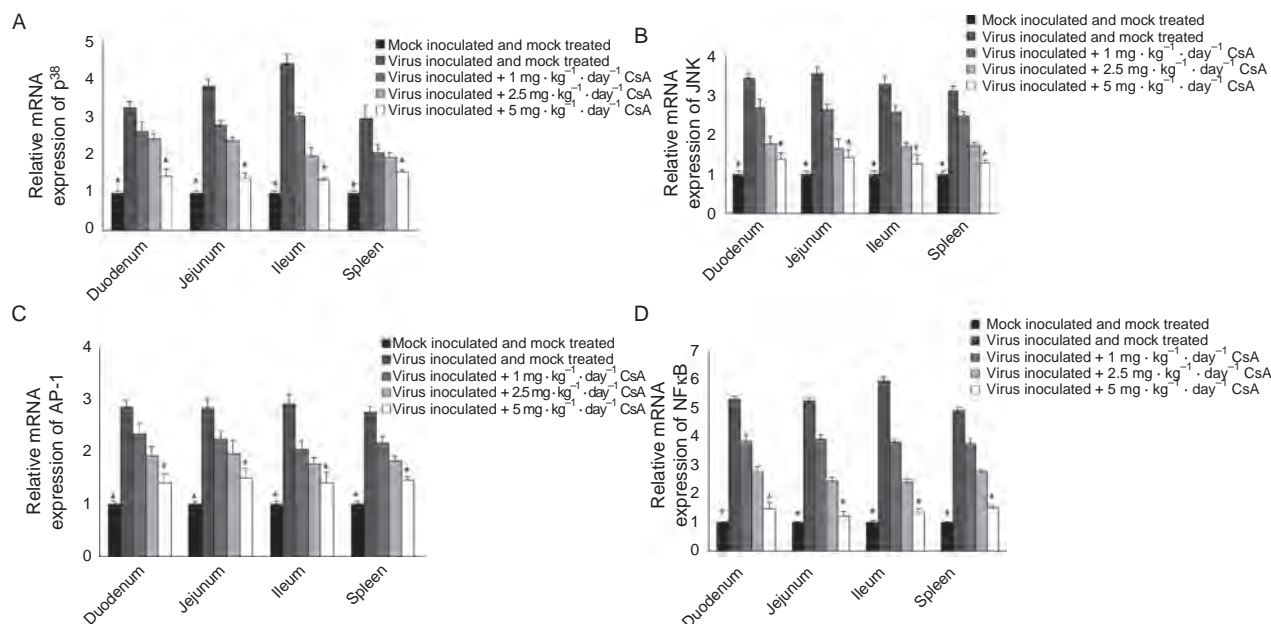 A
Relative mRNA
expression of p³⁸
5
4
3
2
1
0
Mock inoculated and mock treated
Virus inoculated and mock treated
Virus inoculated + 1 mg · kg⁻¹ · day⁻¹ CsA
Virus inoculated + 2.5 mg · kg⁻¹ · day⁻¹ CsA
Virus inoculated + 5 mg · kg⁻¹ · day⁻¹ CsA
* * * * * * * *
Duodenum
Jejunum
Ileum
Spleen
B
Relative mRNA
expression of JNK
4
3
2
1
0
Mock inoculated and mock treated
Virus inoculated and mock treated
Virus inoculated + 1 mg · kg⁻¹ · day⁻¹ CsA
Virus inoculated + 2.5 mg · kg⁻¹ · day⁻¹ CsA
Virus inoculated + 5 mg · kg⁻¹ · day⁻¹ CsA
* * * * * * * *
Duodenum
Jejunum
Ileum
Spleen
C
Relative mRNA
expression of AP-1
4
3
2
1
0
Mock inoculated and mock treated
Virus inoculated and mock treated
Virus inoculated + 1 mg · kg⁻¹ · day⁻¹ CsA
Virus inoculated + 2.5 mg · kg⁻¹ · day⁻¹ CsA
Virus inoculated + 5 mg · kg⁻¹ · day⁻¹ CsA
* * * * * * * *
Duodenum
Jejunum
Ileum
Spleen
D
Relative mRNA
expression of NFκB
7
6
5
4
3
2
1
0
Mock inoculated and mock treated
Virus inoculated and mock treated
Virus inoculated + 1 mg · kg⁻¹ · day⁻¹ CsA
Virus inoculated + 2.5 mg · kg⁻¹ · day⁻¹ CsA
Virus inoculated + 5 mg · kg⁻¹ · day⁻¹ CsA
* * * * * * * *
Duodenum
Jejunum
Ileum
Spleen